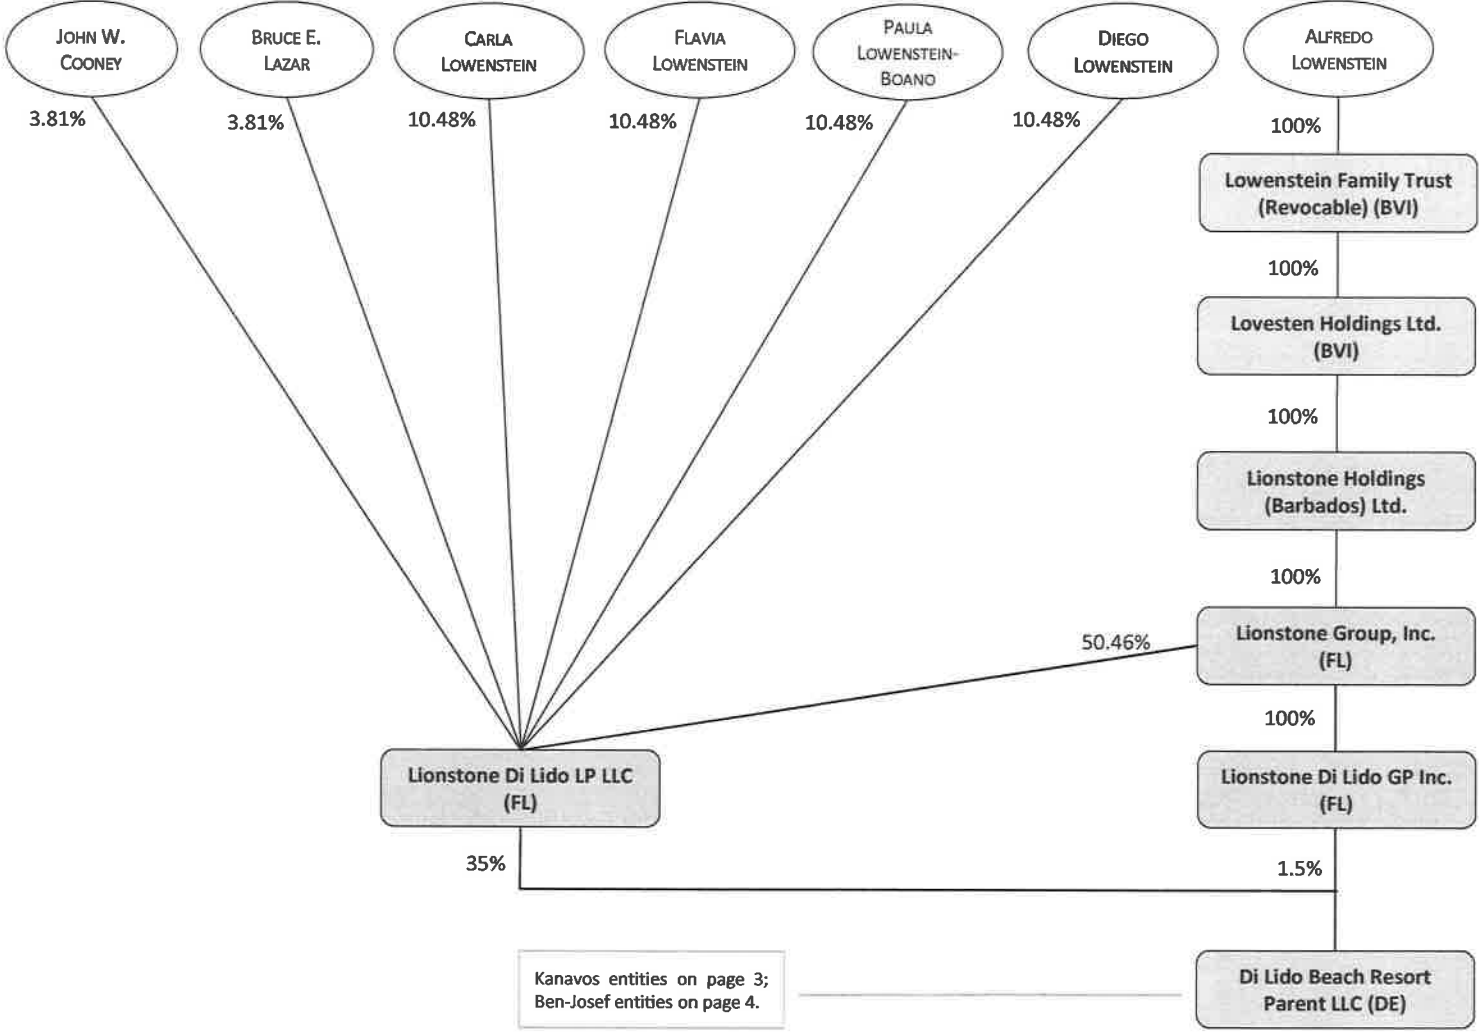 JOHN W.
COONEY
BRUCE E.
LAZAR
CARLA
LOWENSTEIN
FLAVIA
LOWENSTEIN
PAULA
LOWENSTEIN-
BOANO
DIEGO
LOWENSTEIN
ALFREDO
LOWENSTEIN
3.81%
3.81%
10.48%
10.48%
10.48%
10.48%
100%
Lowenstein Family Trust
(Revocable) (BVI)
100%
Lovesten Holdings Ltd.
(BVI)
100%
Lionstone Holdings
(Barbados) Ltd.
100%
50.46%
Lionstone Group, Inc.
(FL)
100%
Lionstone Di Lido LP LLC
(FL)
Lionstone Di Lido GP Inc.
(FL)
35%
1.5%
Kanavos entities on page 3;
Ben-Josef entities on page 4.
Di Lido Beach Resort
Parent LLC (DE)